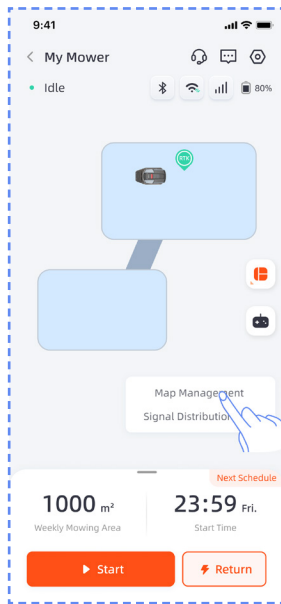 9:41
My Mower
Idle
80%
RTK
Map Management
Signal Distribution
Next Schedule
1000 m² 23:59 Fri.
Weekly Mowing Area Start Time
Start Return